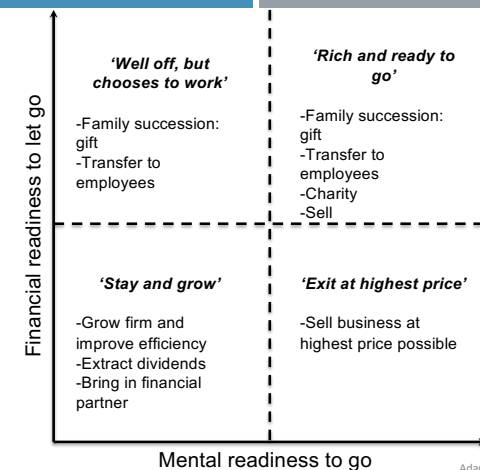 Financial readiness to let go
‘Well off, but
chooses to work’
-Family succession:
gift
-Transfer to
employees
‘Rich and ready to
go’
-Family succession:
gift
-Transfer to
employees
-Charity
-Sell
‘Stay and grow’
-Grow firm and
improve efficiency
-Extract dividends
-Bring in financial
partner
‘Exit at highest price’
-Sell business at
highest price possible
Mental readiness to go